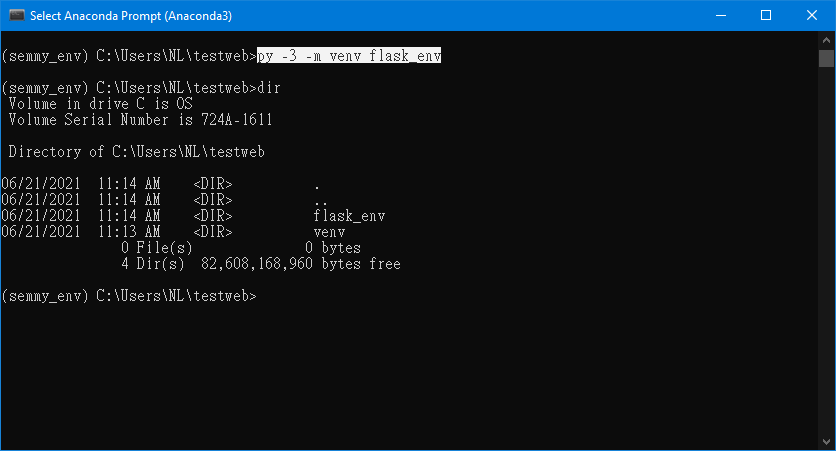 Select Anaconda Prompt (Anaconda3)
(semmy_env) C:\Users\NL\testweb>py -3 -m venv flask_env
(semmy_env) C:\Users\NL\testweb>dir
 Volume in drive C is OS
 Volume Serial Number is 724A-1611
 Directory of C:\Users\NL\testweb
06/21/2021  11:14 AM    <DIR>          .
06/21/2021  11:14 AM    <DIR>          ..
06/21/2021  11:14 AM    <DIR>          flask_env
06/21/2021  11:13 AM    <DIR>          venv
               0 File(s)              0 bytes
               4 Dir(s)  82,608,168,960 bytes free
(semmy_env) C:\Users\NL\testweb>